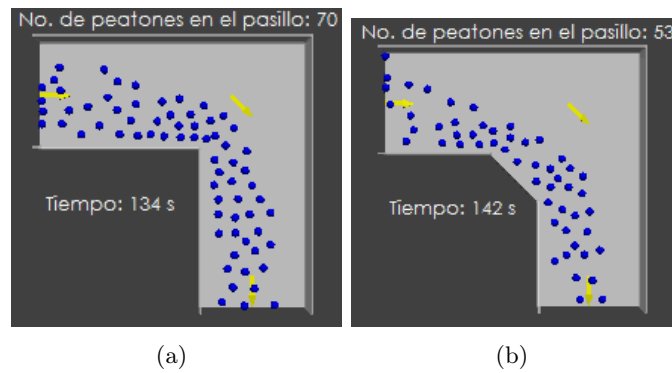 No. de peatones en el pasillo: 70
Tiempo: 134 s
(a)
No. de peatones en el pasillo: 53
Tiempo: 142 s
(b)